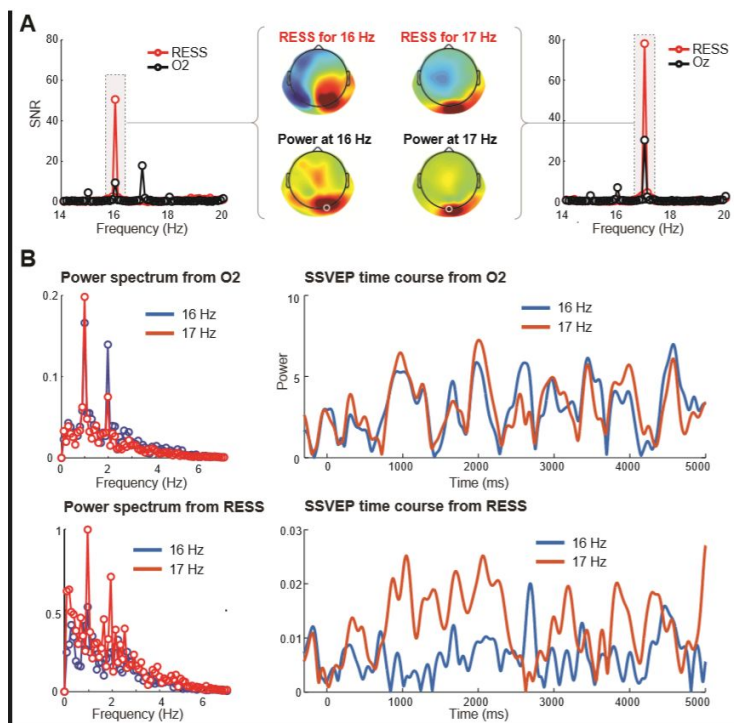 A
80
60
40
20
0
SNR
RESS
O2
14 16 18 20
Frequency (Hz)
RESS for 16 Hz
RESS for 17 Hz
Power at 16 Hz
Power at 17 Hz
80
60
40
20
0
RESS
Oz
14 16 18 20
Frequency (Hz)
B
Power spectrum from O2
0.2
0.1
0
16 Hz
17 Hz
0 2 4 6
Frequency (Hz)
SSVEP time course from O2
10
5
0
Power
16 Hz
17 Hz
0 1000 2000 3000 4000 5000
Time (ms)
Power spectrum from RESS
1
0.5
0
16 Hz
17 Hz
0 2 4 6
Frequency (Hz)
SSVEP time course from RESS
0.03
0.02
0.01
0
16 Hz
17 Hz
0 1000 2000 3000 4000 5000
Time (ms)